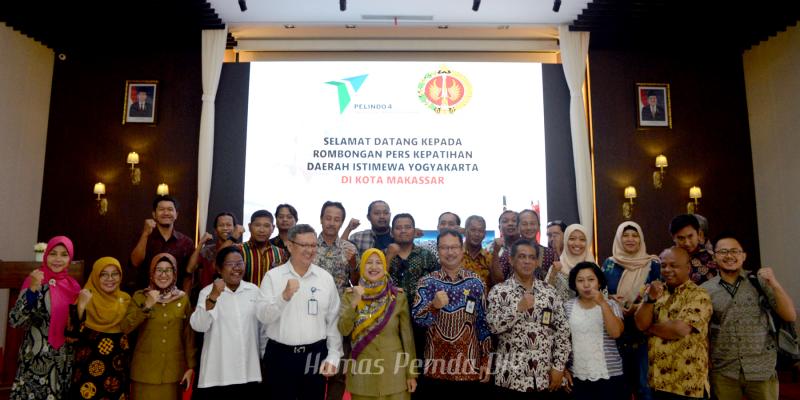 PELINDO 4
SELAMAT DATANG KEPADA
ROMBONGAN PERS KEPATIHAN
DAERAH ISTIMEWA YOGYAKARTA
DI KOTA MAKASSAR
Humas Pemda DIY